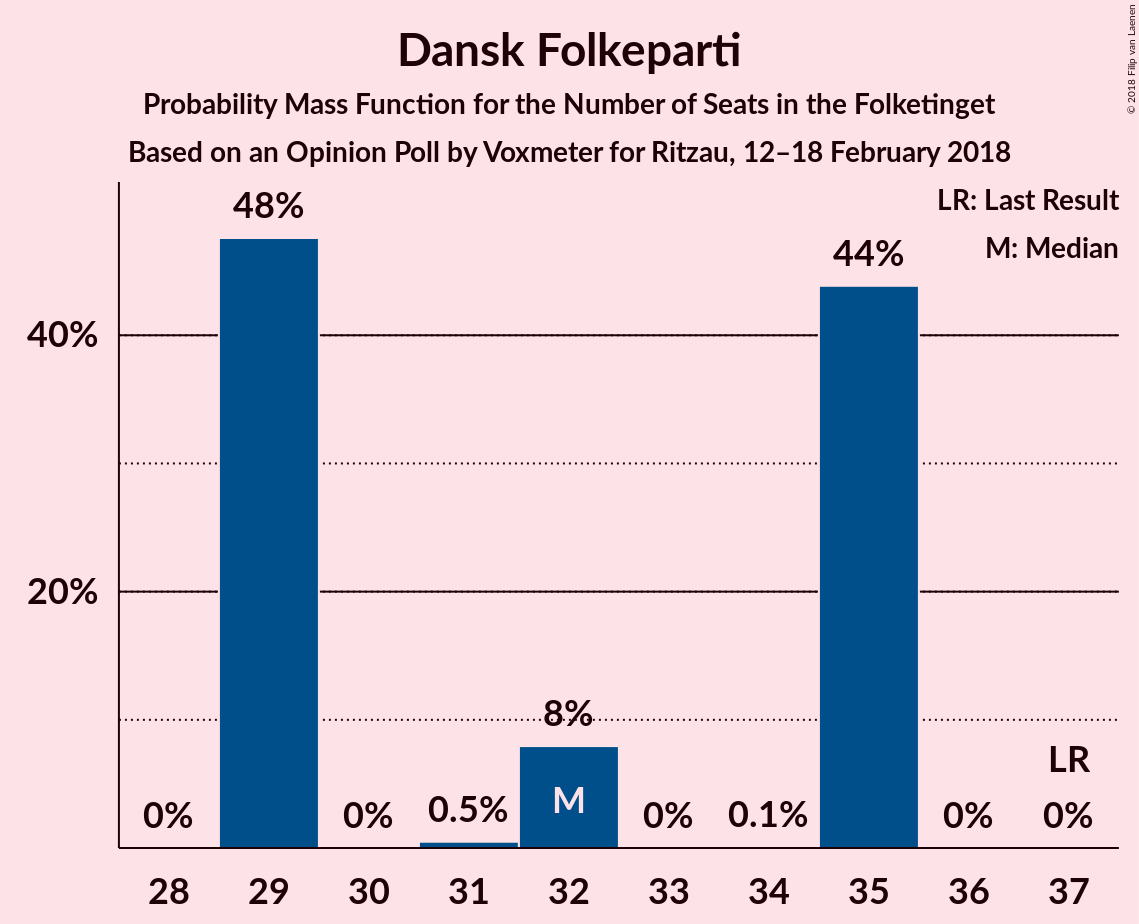 Dansk Folkeparti
Probability Mass Function for the Number of Seats in the Folketinget
Based on an Opinion Poll by Voxmeter for Ritzau, 12–18 February 2018
© 2018 Filip van Laenen
LR: Last Result
M: Median
40%
20%
0%
48%
0%
0.5%
8%
M
0%
0.1%
44%
0%
LR
0%
28 29 30 31 32 33 34 35 36 37